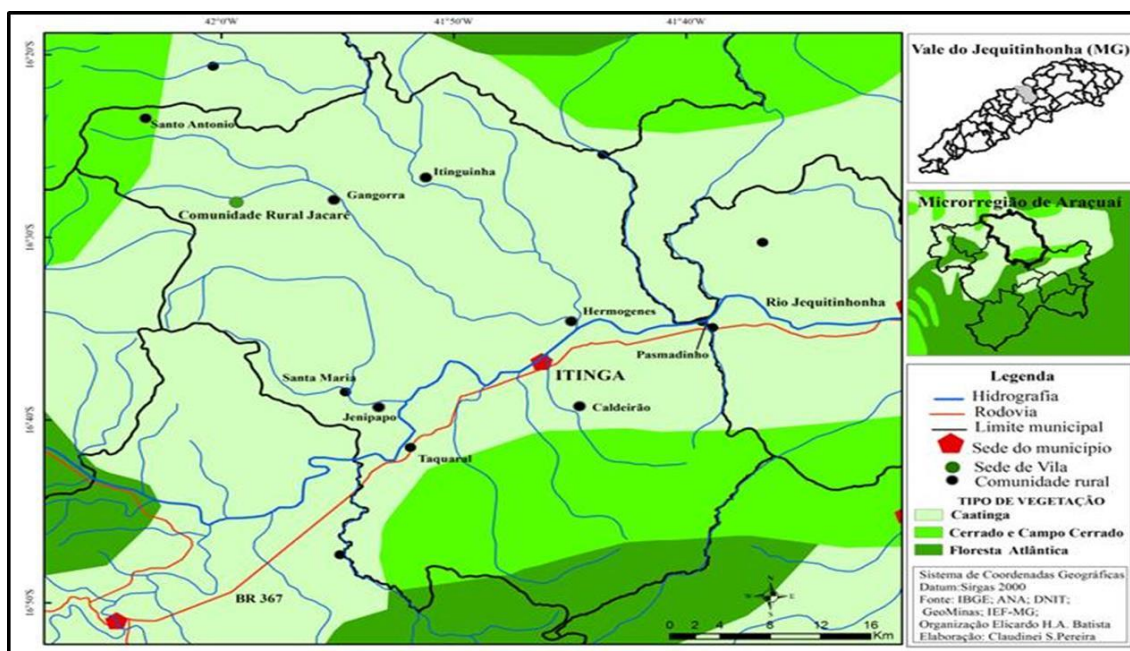 42°0'W
41°50'W
41°40'W
16°20'S
16°30'S
16°40'S
16°50'S
Santo Antonio
Itinguinha
Gangorra
Comunidade Rural Jacaré
Hermogenes
Rio Jequitinhonha
Pasmadinho
ITINGA
Santa Maria
Jenipapo
Caldeirão
Taquaral
BR 367
N
E
S
0 2 4 8 12 16
Km
Vale do Jequitinhonha (MG)
Microrregião de Araçuaí
Legenda
Hidrografia
Rodovia
Limite municipal
Sede do município
Sede de Vila
Comunidade rural
TIPO DE VEGETAÇÃO
Caatinga
Cerrado e Campo Cerrado
Floresta Atlântica
Sistema de Coordenadas Geográficas
Datum:Sirgas 2000
Fonte: IBGE; ANA; DNIT;
GeoMinas; IEF-MG;
Organização Elicardo H.A. Batista
Elaboração: Claudinei S.Pereira